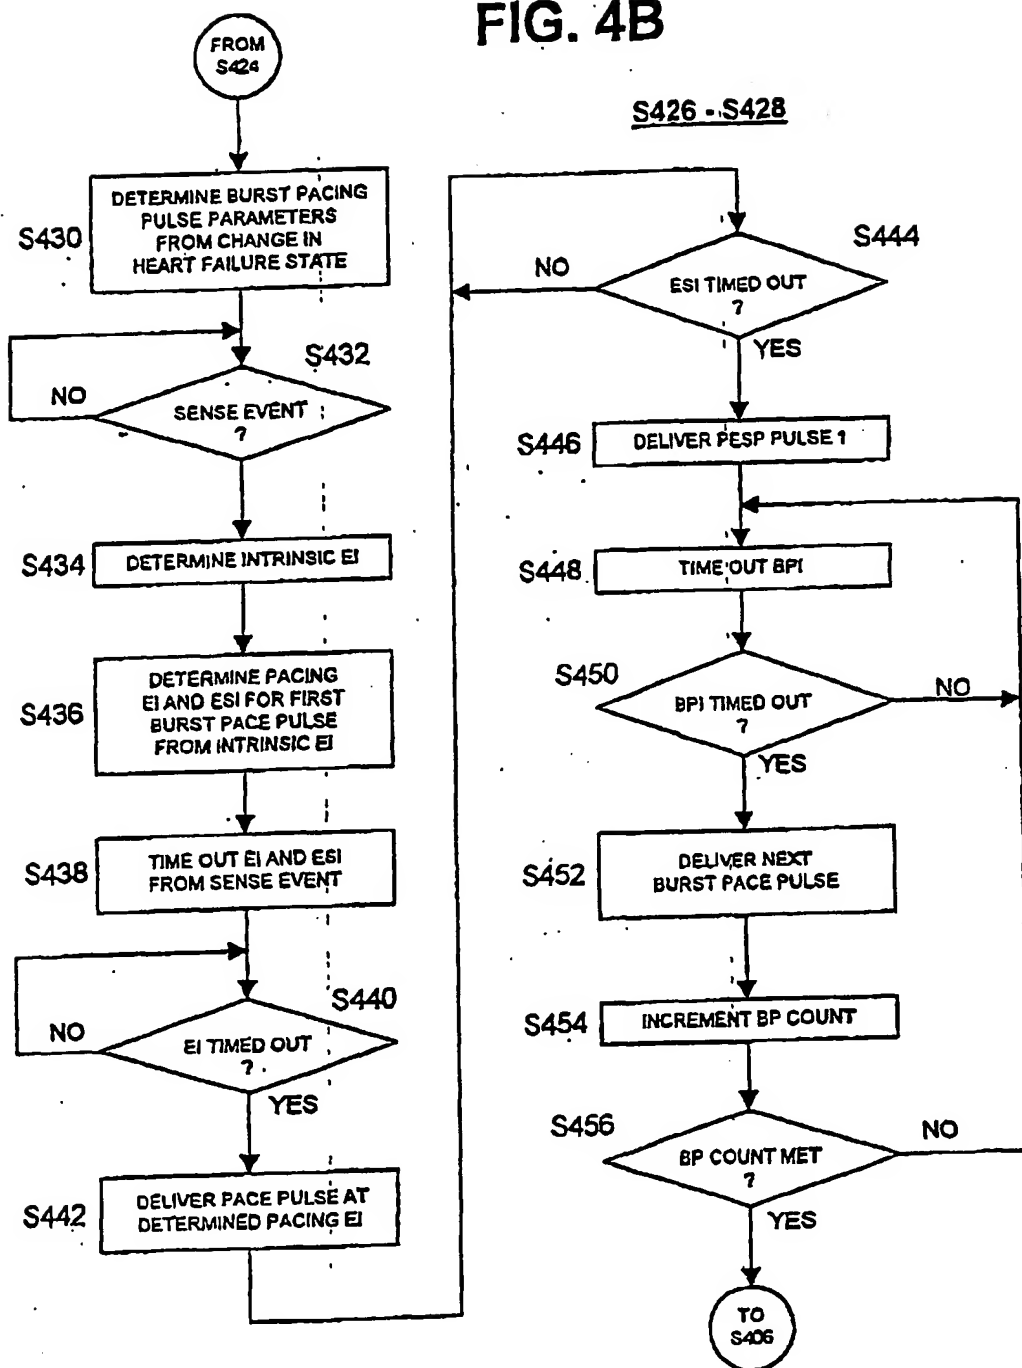 FIG. 4B
FROM
S424
S426 - S428
S430
DETERMINE BURST PACING
PULSE PARAMETERS
FROM CHANGE IN
HEART FAILURE STATE
S432
NO
SENSE EVENT
?
S434
DETERMINE INTRINSIC EI
S436
DETERMINE PACING
EI AND ESI FOR FIRST
BURST PACE PULSE
FROM INTRINSIC EI
S438
TIME OUT EI AND ESI
FROM SENSE EVENT
S440
NO
EI TIMED OUT
?
YES
S442
DELIVER PACE PULSE AT
DETERMINED PACING EI
S444
NO
ESI TIMED OUT
?
YES
S446
DELIVER PESP PULSE 1
S448
TIME OUT BPI
S450
BPI TIMED OUT
?
NO
YES
S452
DELIVER NEXT
BURST PACE PULSE
S454
INCREMENT BP COUNT
S456
BP COUNT MET
?
NO
YES
TO
S406